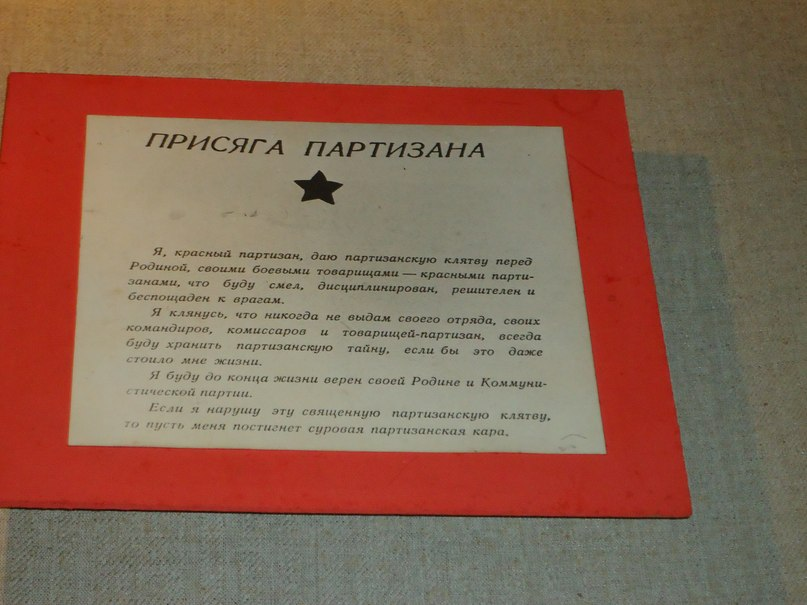 ПРИСЯГА ПАРТИЗАНА
Я, красный партизан, даю партизанскую клятву перед
Родиной, своими боевыми товарищами — красными парти-
занами, что буду смел, дисциплинирован, решителен и
беспощаден к врагам.
Я клянусь, что никогда не выдам своего отряда, своих
командиров, комиссаров и товарищей-партизан, всегда
буду хранить партизанскую тайну, если бы это даже
стоило мне жизни.
Я буду до конца жизни верен своей Родине и Коммуни-
стической партии.
Если я нарушу эту священную партизанскую клятву,
то пусть меня постигнет суровая партизанская кара.